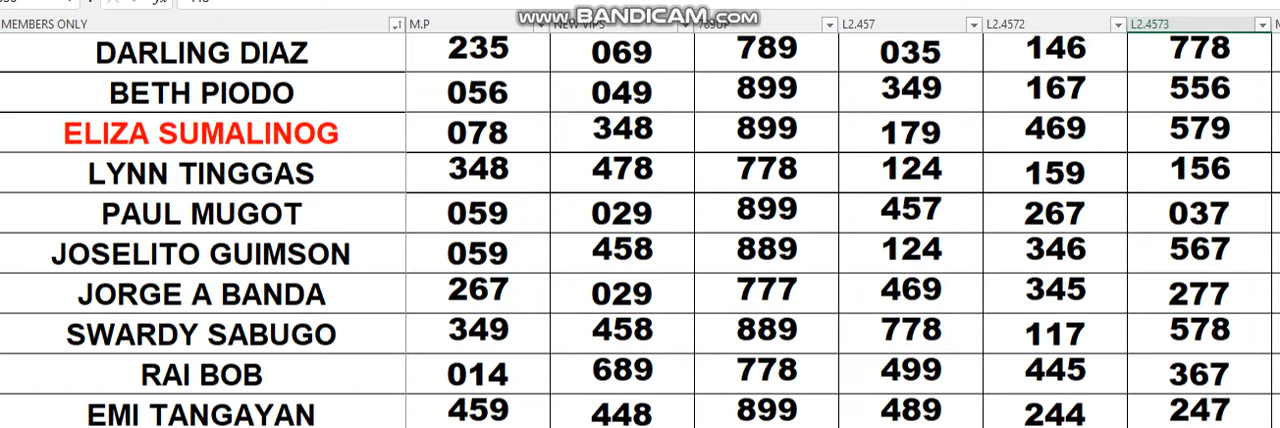 www.BANDICAM.com
MEMBERS ONLY M.P NEW VIPS 789UP L2.457 L2.4572 L2.4573
DARLING DIAZ 235 069 789 035 146 778
BETH PIODO 056 049 899 349 167 556
ELIZA SUMALINOG 078 348 899 179 469 579
LYNN TINGGAS 348 478 778 124 159 156
PAUL MUGOT 059 029 899 457 267 037
JOSELITO GUIMSON 059 458 889 124 346 567
JORGE A BANDA 267 029 777 469 345 277
SWARDY SABUGO 349 458 889 778 117 578
RAI BOB 014 689 778 499 445 367
EMI TANGAYAN 459 448 899 489 244 247